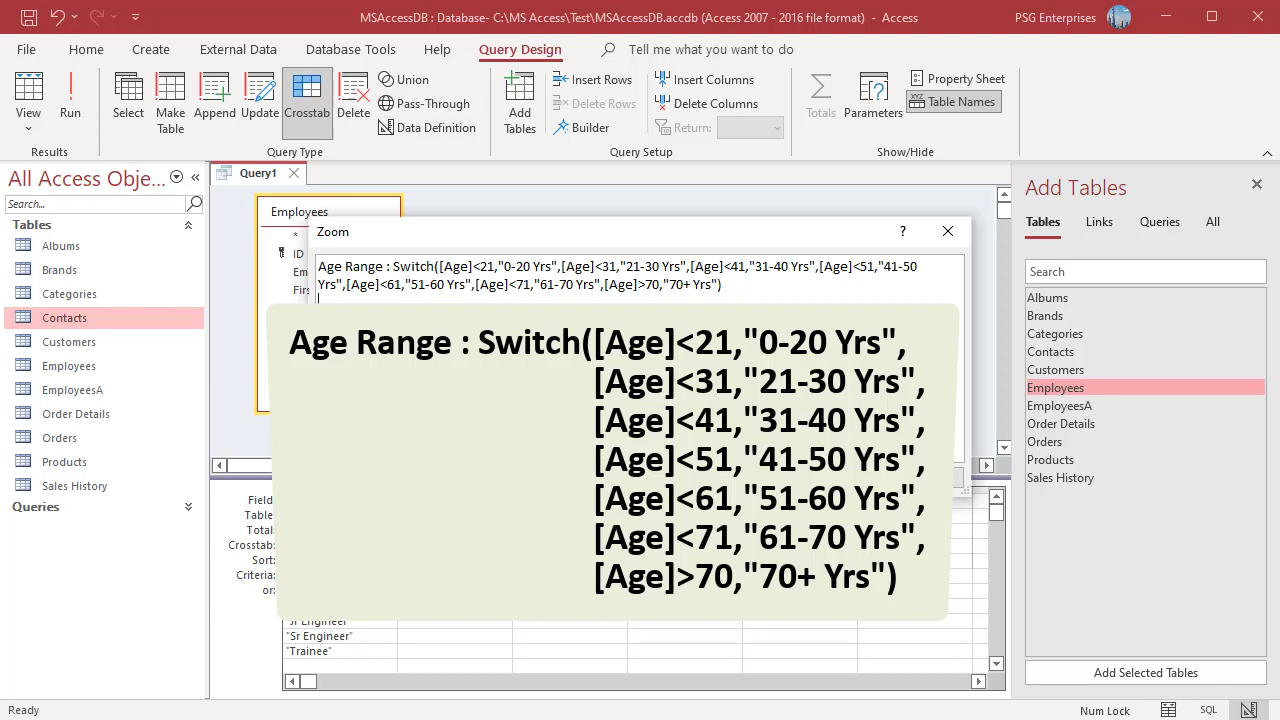 MSAccessDB : Database- C:\MS Access\Test\MSAccessDB.accdb (Access 2007 - 2016 file format) - Access
PSG Enterprises
File Home Create External Data Database Tools Help Query Design Tell me what you want to do
View
Run
Select
Make
Table
Append
Update
Crosstab
Delete
Union
Pass-Through
Data Definition
Add
Tables
Insert Rows
Delete Rows
Builder
Insert Columns
Delete Columns
Return:
Totals
Parameters
Property Sheet
Table Names
Results
Query Type
Query Setup
Show/Hide
All Access Obje...
Search...
Tables
Albums
Brands
Categories
Contacts
Customers
Employees
EmployeesA
Order Details
Orders
Products
Sales History
Queries
Query1
Employees
*
ID
Em
Firs
Zoom
Age Range : Switch([Age]<21,"0-20 Yrs",[Age]<31,"21-30 Yrs",[Age]<41,"31-40 Yrs",[Age]<51,"41-50
Yrs",[Age]<61,"51-60 Yrs",[Age]<71,"61-70 Yrs",[Age]>70,"70+ Yrs")
Age Range : Switch([Age]<21,"0-20 Yrs",
[Age]<31,"21-30 Yrs",
[Age]<41,"31-40 Yrs",
[Age]<51,"41-50 Yrs",
[Age]<61,"51-60 Yrs",
[Age]<71,"61-70 Yrs",
[Age]>70,"70+ Yrs")
Field
Table
Total:
Crosstab:
Sort:
Criteria:
or:
"Sr Engineer"
"Trainee"
Add Tables
Tables Links Queries All
Search
Albums
Brands
Categories
Contacts
Customers
Employees
EmployeesA
Order Details
Orders
Products
Sales History
Add Selected Tables
Ready
Num Lock
SQL